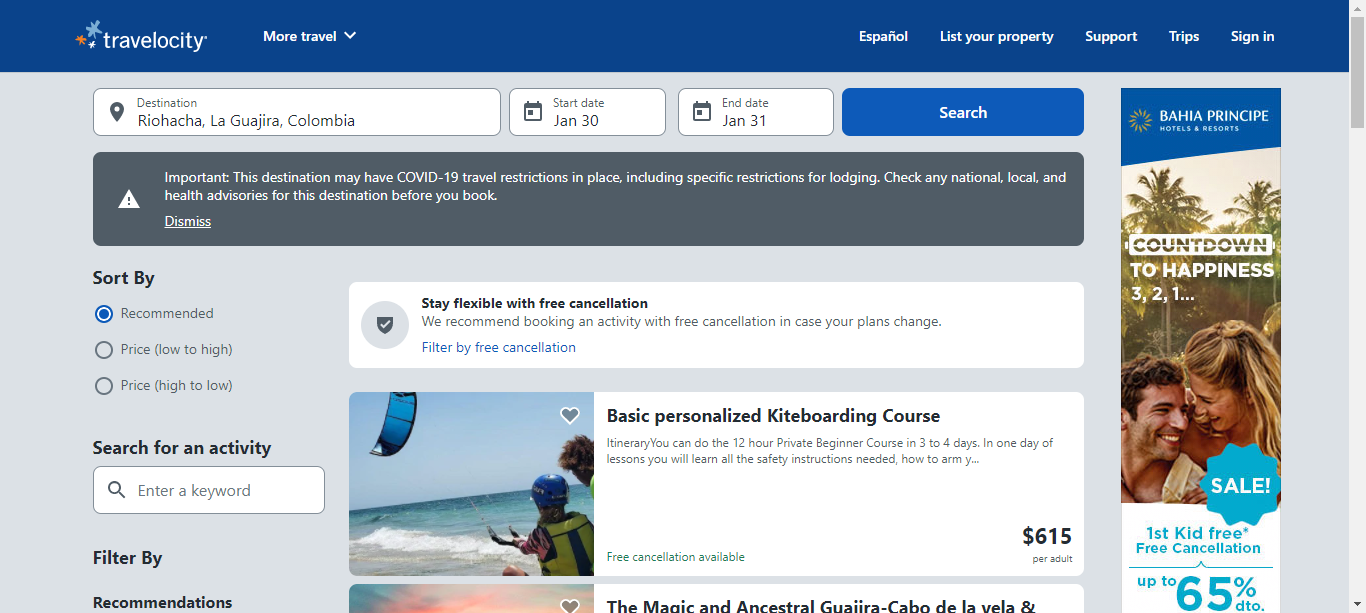 travelocity
More travel
Español
List your property
Support
Trips
Sign in
Destination
Riohacha, La Guajira, Colombia
Start date
Jan 30
End date
Jan 31
Search
Important: This destination may have COVID-19 travel restrictions in place, including specific restrictions for lodging. Check any national, local, and
health advisories for this destination before you book.
Dismiss
Sort By
Recommended
Price (low to high)
Price (high to low)
Search for an activity
Enter a keyword
Filter By
Recommendations
Stay flexible with free cancellation
We recommend booking an activity with free cancellation in case your plans change.
Filter by free cancellation
Basic personalized Kiteboarding Course
ItineraryYou can do the 12 hour Private Beginner Course in 3 to 4 days. In one day of
lessons you will learn all the safety instructions needed, how to arm y...
$615
per adult
Free cancellation available
The Magic and Ancestral Guajira-Cabo de la vela &
BAHIA PRINCIPE
HOTELS & RESORTS
COUNTDOWN
TO HAPPINESS
3, 2, 1...
SALE!
1st Kid free*
Free Cancellation
up to 65% dto.